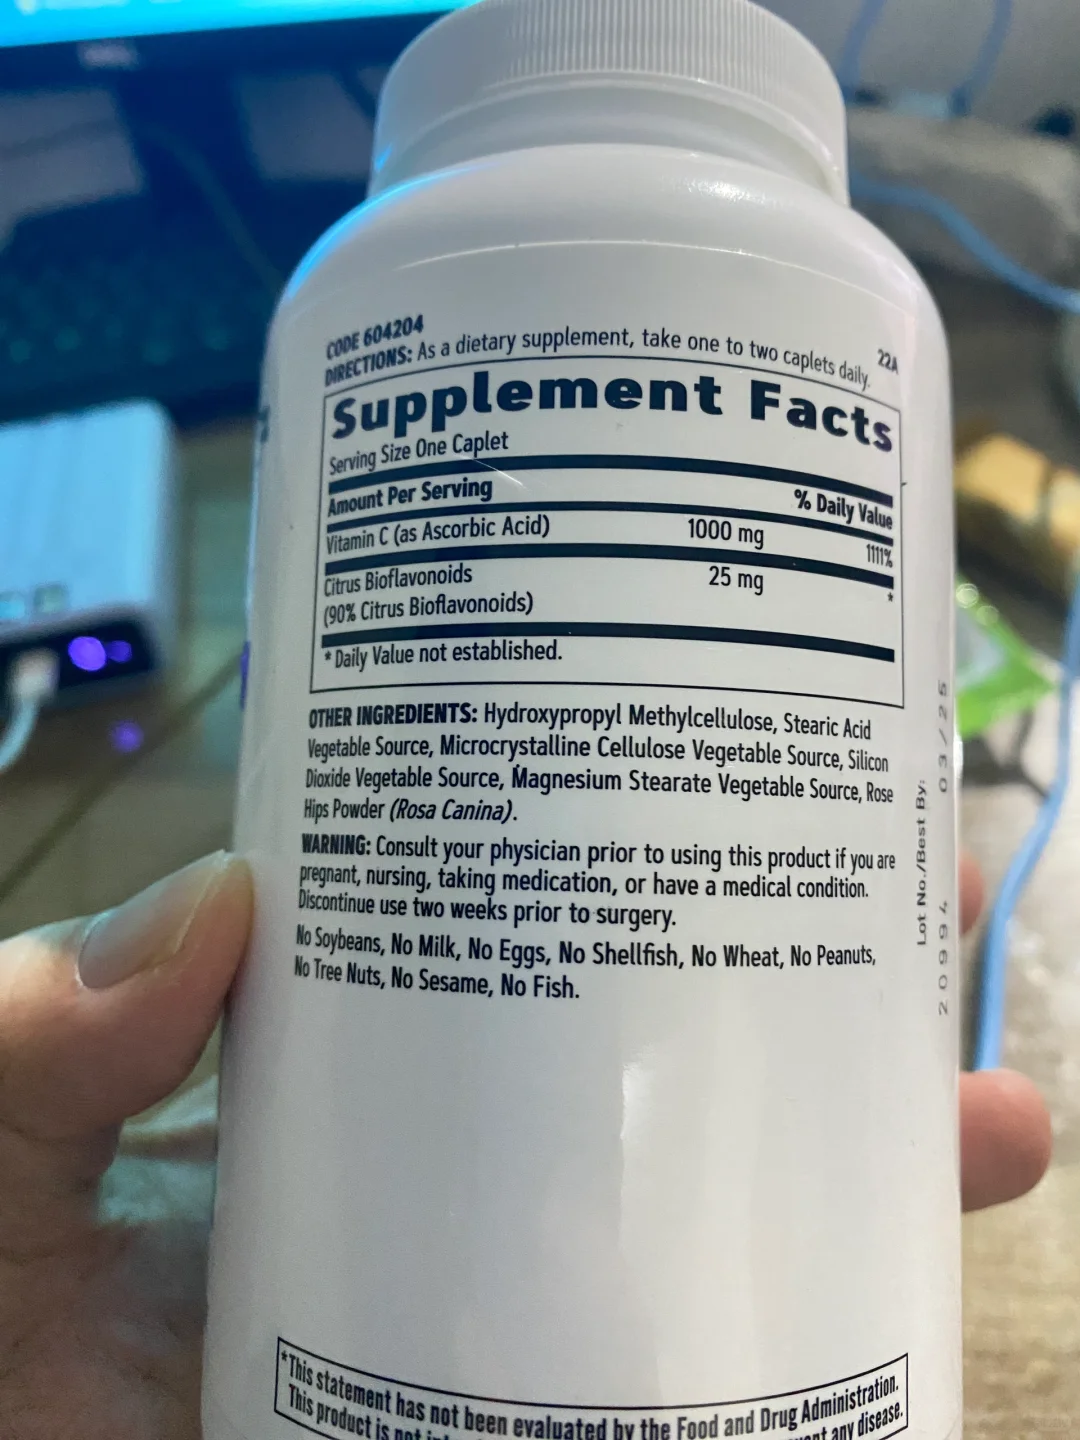 CODE 604204
DIRECTIONS: As a dietary supplement, take one to two caplets daily.
22A
Supplement Facts
Serving Size One Caplet
Amount Per Serving % Daily Value
Vitamin C (as Ascorbic Acid) 1000 mg 1111%
Citrus Bioflavonoids 25 mg *
(90% Citrus Bioflavonoids)
* Daily Value not established.
OTHER INGREDIENTS: Hydroxypropyl Methylcellulose, Stearic Acid
Vegetable Source, Microcrystalline Cellulose Vegetable Source, Silicon
Dioxide Vegetable Source, Magnesium Stearate Vegetable Source, Rose
Hips Powder (Rosa Canina).
WARNING: Consult your physician prior to using this product if you are
pregnant, nursing, taking medication, or have a medical condition.
Discontinue use two weeks prior to surgery.
No Soybeans, No Milk, No Eggs, No Shellfish, No Wheat, No Peanuts,
No Tree Nuts, No Sesame, No Fish.
Lot No./Best By:
20994 03/25
*This statement has not been evaluated by the Food and Drug Administration.
This product is not any disease.